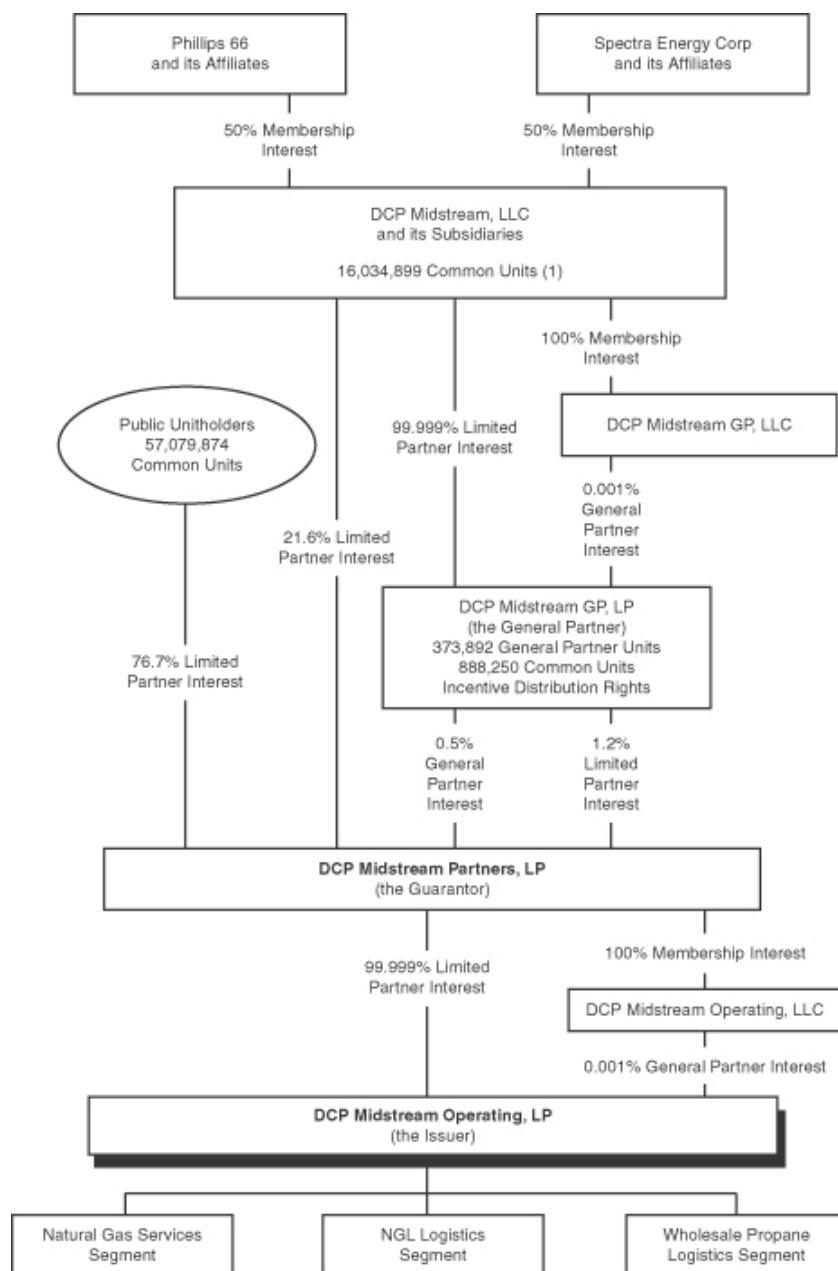 Phillips 66
and its Affiliates
Spectra Energy Corp
and its Affiliates
50% Membership
Interest
50% Membership
Interest
DCP Midstream, LLC
and its Subsidiaries
16,034,899 Common Units (1)
100% Membership
Interest
Public Unitholders
57,079,874
Common Units
99.999% Limited
Partner Interest
DCP Midstream GP, LLC
0.001%
General
Partner
Interest
21.6% Limited
Partner Interest
DCP Midstream GP, LP
(the General Partner)
373,892 General Partner Units
888,250 Common Units
Incentive Distribution Rights
76.7% Limited
Partner Interest
0.5%
General
Partner
Interest
1.2%
Limited
Partner
Interest
DCP Midstream Partners, LP
(the Guarantor)
99.999% Limited
Partner Interest
100% Membership Interest
DCP Midstream Operating, LLC
0.001% General Partner Interest
DCP Midstream Operating, LP
(the Issuer)
Natural Gas Services
Segment
NGL Logistics
Segment
Wholesale Propane
Logistics Segment